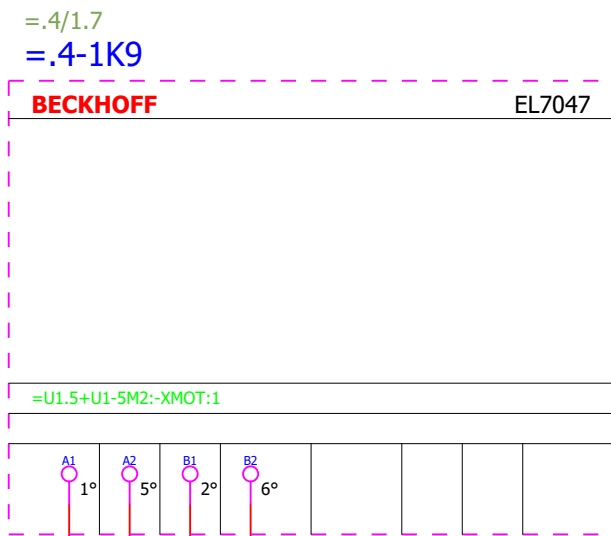 =.4/1.7
=.4-1K9
BECKHOFF EL7047
=U1.5+U1-5M2:-XMOT:1
A1 A2 B1 B2
1° 5° 2° 6°